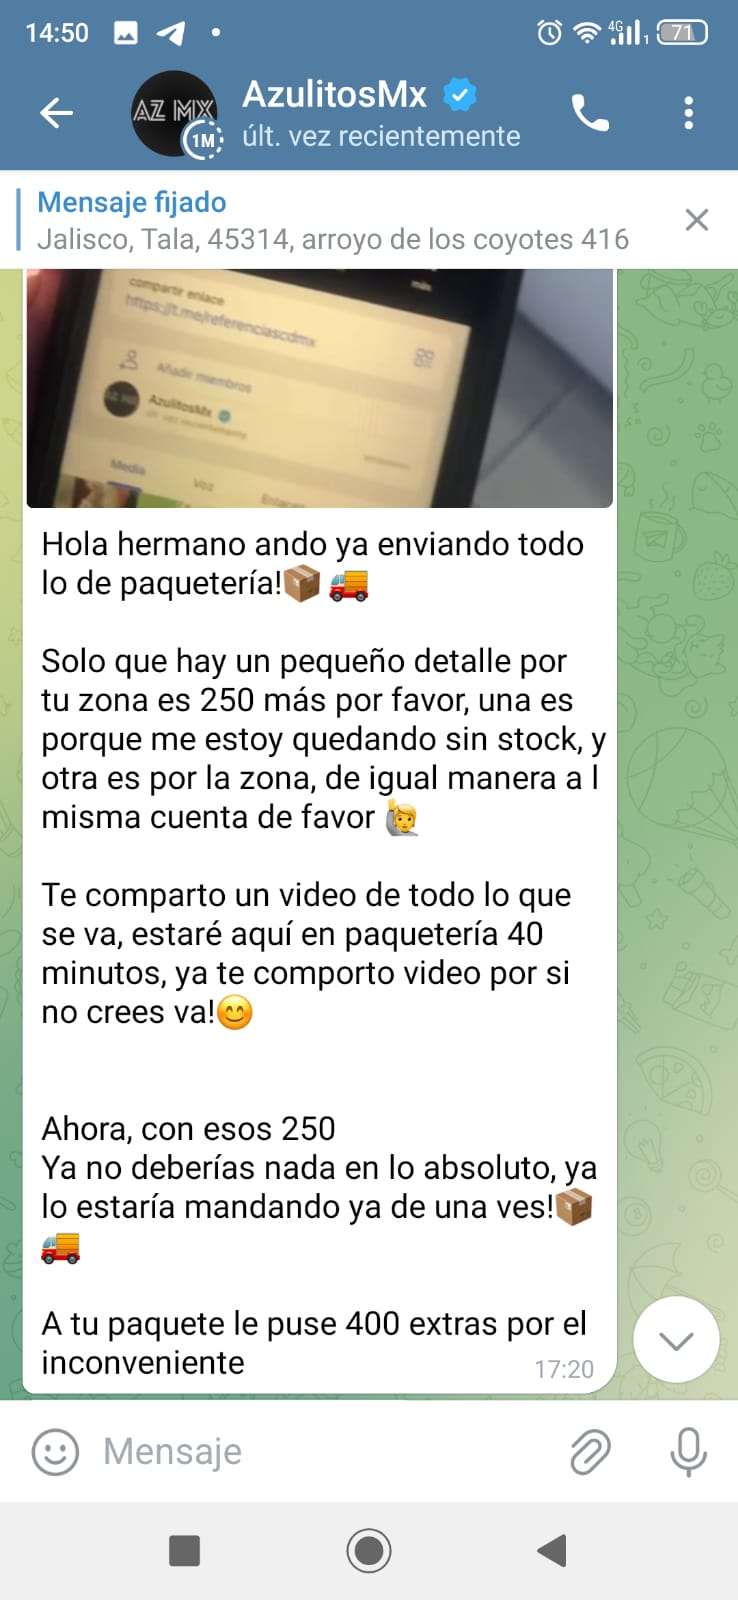 14:50
4G
1
71
AZ MX
1M
AzulitosMx
últ. vez recientemente
Mensaje fijado
Jalisco, Tala, 45314, arroyo de los coyotes 416
más
compartir enlace
https://t.me/referenciascdmx
Añadir miembros
AzulitosMx
últ. vez recientemente
Media
Voz
Enlaces
Hola hermano ando ya enviando todo
lo de paquetería!📦🚚
Solo que hay un pequeño detalle por
tu zona es 250 más por favor, una es
porque me estoy quedando sin stock, y
otra es por la zona, de igual manera a l
misma cuenta de favor 🙋
Te comparto un video de todo lo que
se va, estaré aquí en paquetería 40
minutos, ya te comporto video por si
no crees va!😊
Ahora, con esos 250
Ya no deberías nada en lo absoluto, ya
lo estaría mandando ya de una ves!📦
🚚
A tu paquete le puse 400 extras por el
inconveniente
17:20
Mensaje